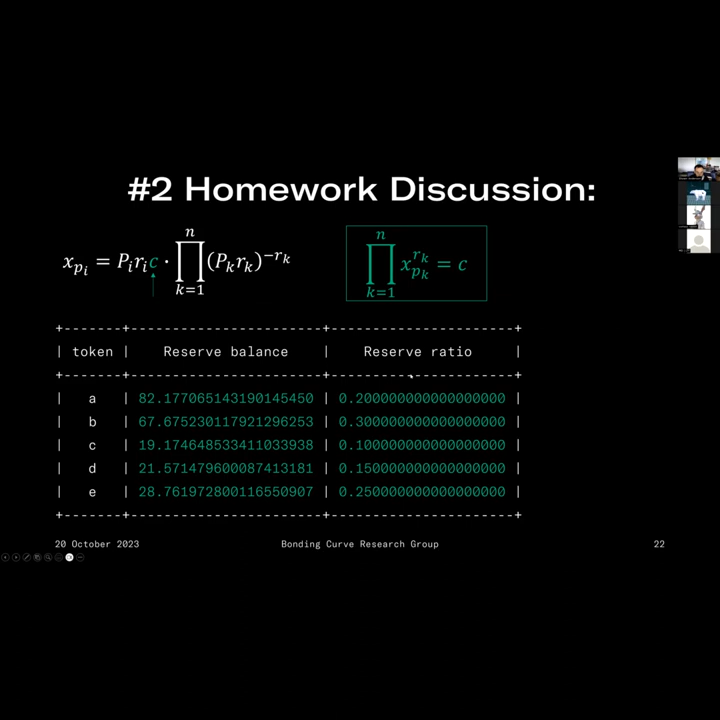 #2 Homework Discussion:
x_{p_i} = P_i r_i c · ∏_{k=1}^{n} (P_k r_k)^{-r_k}
∏_{k=1}^{n} x_{p_k}^{r_k} = c
+-------+-----------------------+----------------------+
| token | Reserve balance | Reserve ratio |
+-------+-----------------------+----------------------+
| a | 82.177065143190145450 | 0.200000000000000000 |
| b | 67.675230117921296253 | 0.300000000000000000 |
| c | 19.174648533411033938 | 0.100000000000000000 |
| d | 21.571479600087413181 | 0.150000000000000000 |
| e | 28.761972800116550907 | 0.250000000000000000 |
+-------+-----------------------+----------------------+
20 October 2023
Bonding Curve Research Group
22